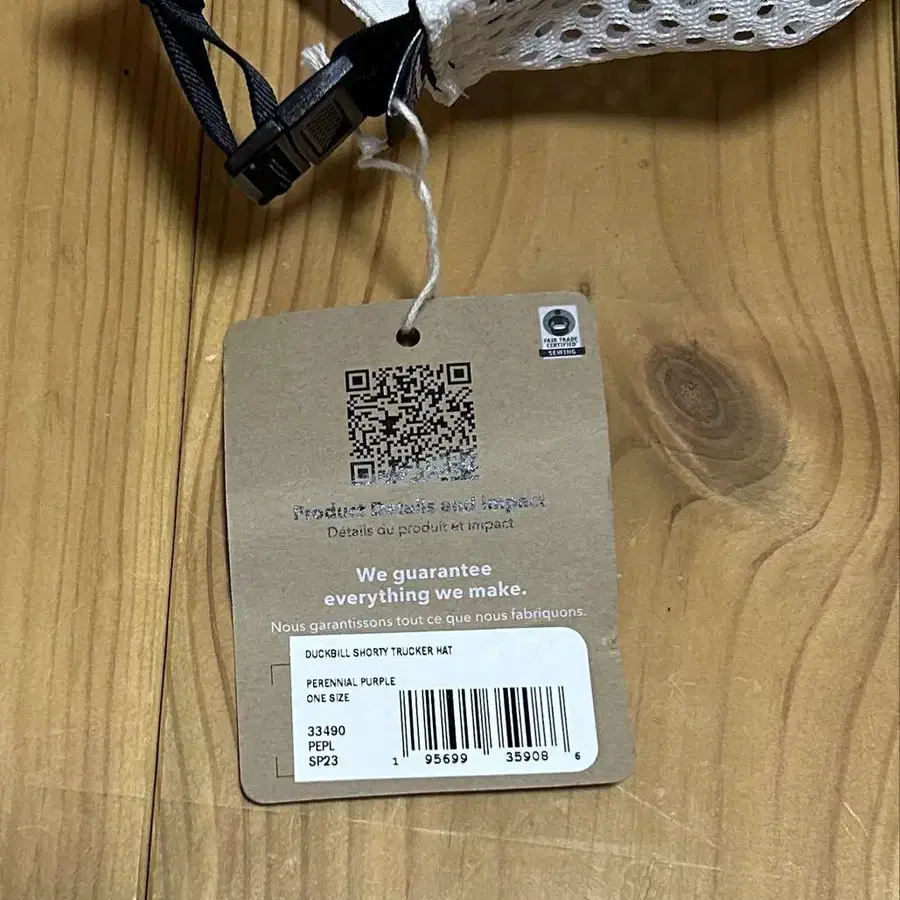 FAIR TRADE
CERTIFIED
SEWING
Product Details and Impact
Détails du produit et impact
We guarantee
everything we make.
Nous garantissons tout ce que nous fabriquons.
DUCKBILL SHORTY TRUCKER HAT
PERENNIAL PURPLE
ONE SIZE
33490
PEPL
SP23
1 95699 35908 6